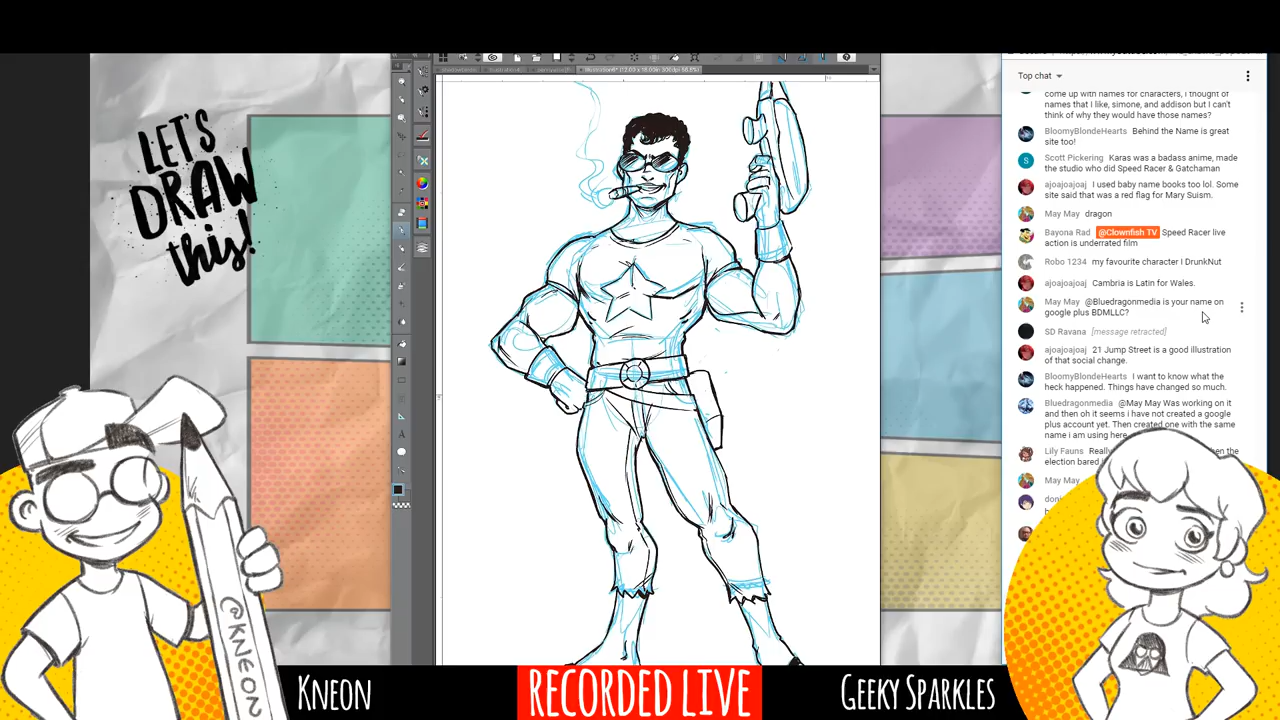 LET'S
DRAW
this!
Top chat
come up with names for characters, i thought of
names that I like, simone, and addison but I can't
think of why they would have those names?
BloomyBlondeHearts Behind the Name is great
site too!
Scott Pickering Karas was a badass anime, made
the studio who did Speed Racer & Gatchaman
ajoajoajoaj I used baby name books too lol. Some
site said that was a red flag for Mary Suism.
May May dragon
Bayona Rad @Clownfish TV Speed Racer live
action is underrated film
Robo 1234 my favourite character I DrunkNut
ajoajoajoaj Cambria is Latin for Wales.
May May @Bluedragonmedia is your name on
google plus BDMLLC?
SD Ravana [message retracted]
ajoajoajoaj 21 Jump Street is a good illustration
of that social change.
BloomyBlondeHearts I want to know what the
heck happened. Things have changed so much.
Bluedragonmedia @May May Was working on it
and then oh it seems i have not created a google
plus account yet. Then created one with the same
name i am using here
Lily Fauns Really when the
election bared
May May
@KNEON
KNEON
RECORDED LIVE
GEEKY SPARKLES